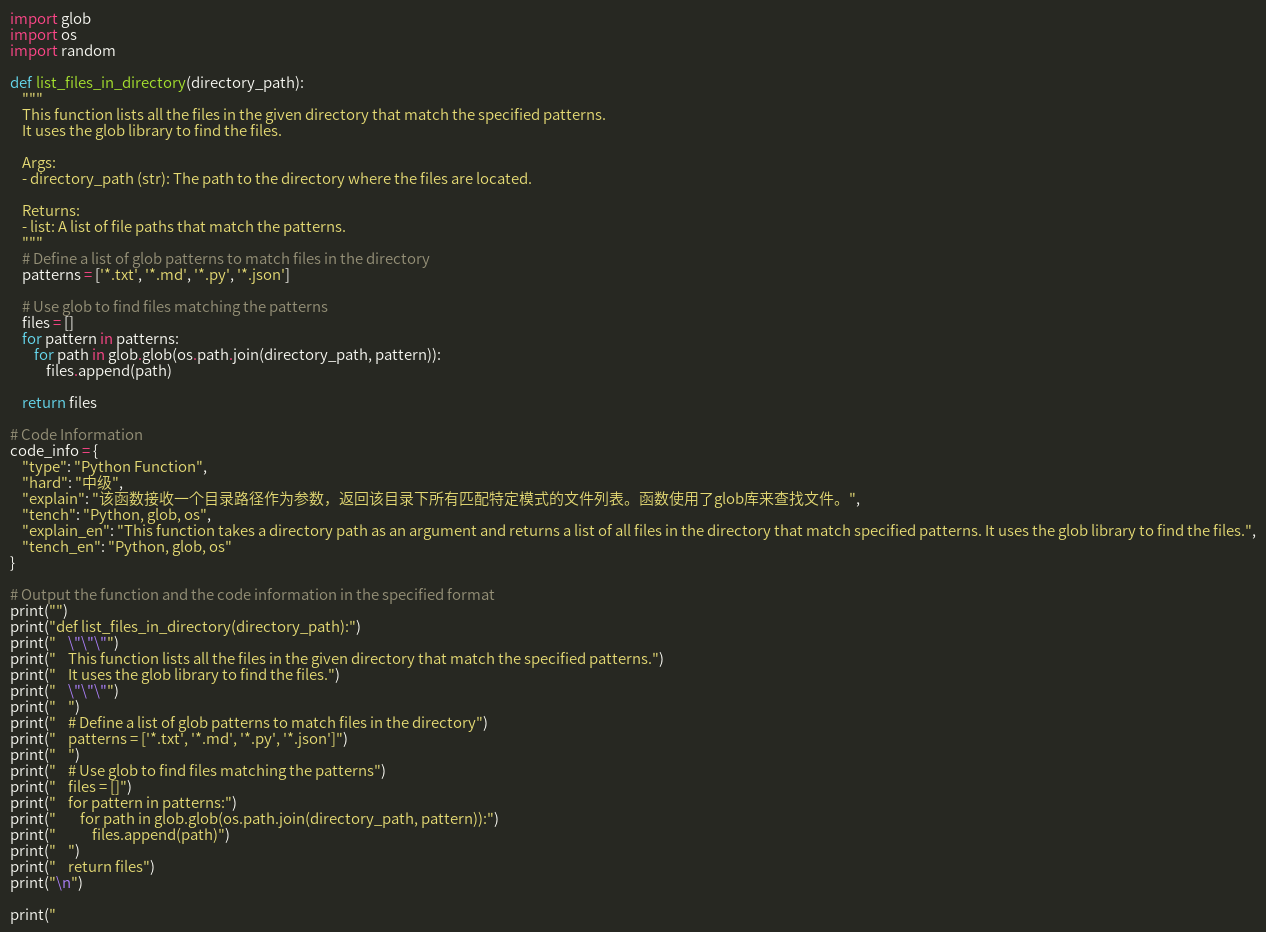 import glob
import os
import random

def list_files_in_directory(directory_path):
    """
    This function lists all the files in the given directory that match the specified patterns.
    It uses the glob library to find the files.

    Args:
    - directory_path (str): The path to the directory where the files are located.

    Returns:
    - list: A list of file paths that match the patterns.
    """
    # Define a list of glob patterns to match files in the directory
    patterns = ['*.txt', '*.md', '*.py', '*.json']

    # Use glob to find files matching the patterns
    files = []
    for pattern in patterns:
        for path in glob.glob(os.path.join(directory_path, pattern)):
            files.append(path)

    return files

# Code Information
code_info = {
    "type": "Python Function",
    "hard": "中级",
    "explain": "该函数接收一个目录路径作为参数，返回该目录下所有匹配特定模式的文件列表。函数使用了glob库来查找文件。",
    "tench": "Python, glob, os",
    "explain_en": "This function takes a directory path as an argument and returns a list of all files in the directory that match specified patterns. It uses the glob library to find the files.",
    "tench_en": "Python, glob, os"
}

# Output the function and the code information in the specified format
print("")
print("def list_files_in_directory(directory_path):")
print("    \"\"\"")
print("    This function lists all the files in the given directory that match the specified patterns.")
print("    It uses the glob library to find the files.")
print("    \"\"\"")
print("    ")
print("    # Define a list of glob patterns to match files in the directory")
print("    patterns = ['*.txt', '*.md', '*.py', '*.json']")
print("    ")
print("    # Use glob to find files matching the patterns")
print("    files = []")
print("    for pattern in patterns:")
print("        for path in glob.glob(os.path.join(directory_path, pattern)):")
print("            files.append(path)")
print("    ")
print("    return files")
print("\n")

print("